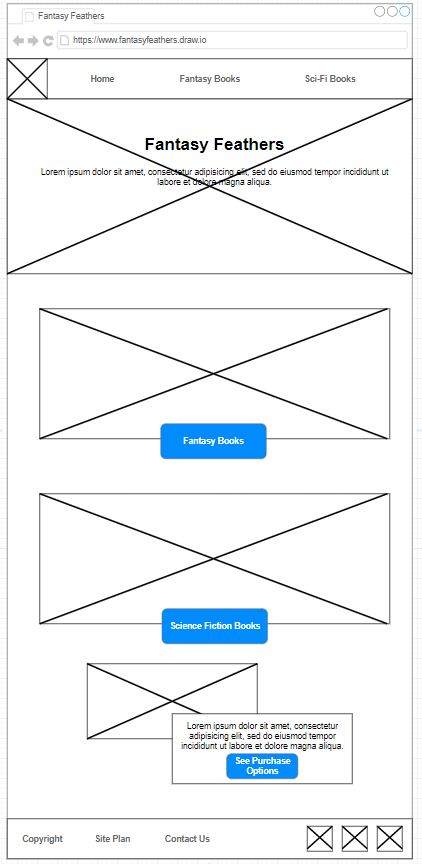 Fantasy Feathers
https://www.fantasyfeathers.draw.io
Home Fantasy Books Sci-Fi Books
Fantasy Feathers
Lorem ipsum dolor sit amet, consectetur adipisicing elit, sed do eiusmod tempor incididunt ut
labore et dolore magna aliqua.
Fantasy Books
Science Fiction Books
Lorem ipsum dolor sit amet, consectetur
adipisicing elit, sed do eiusmod tempor
incididunt ut labore et dolore magna aliqua.
See Purchase
Options
Copyright Site Plan Contact Us